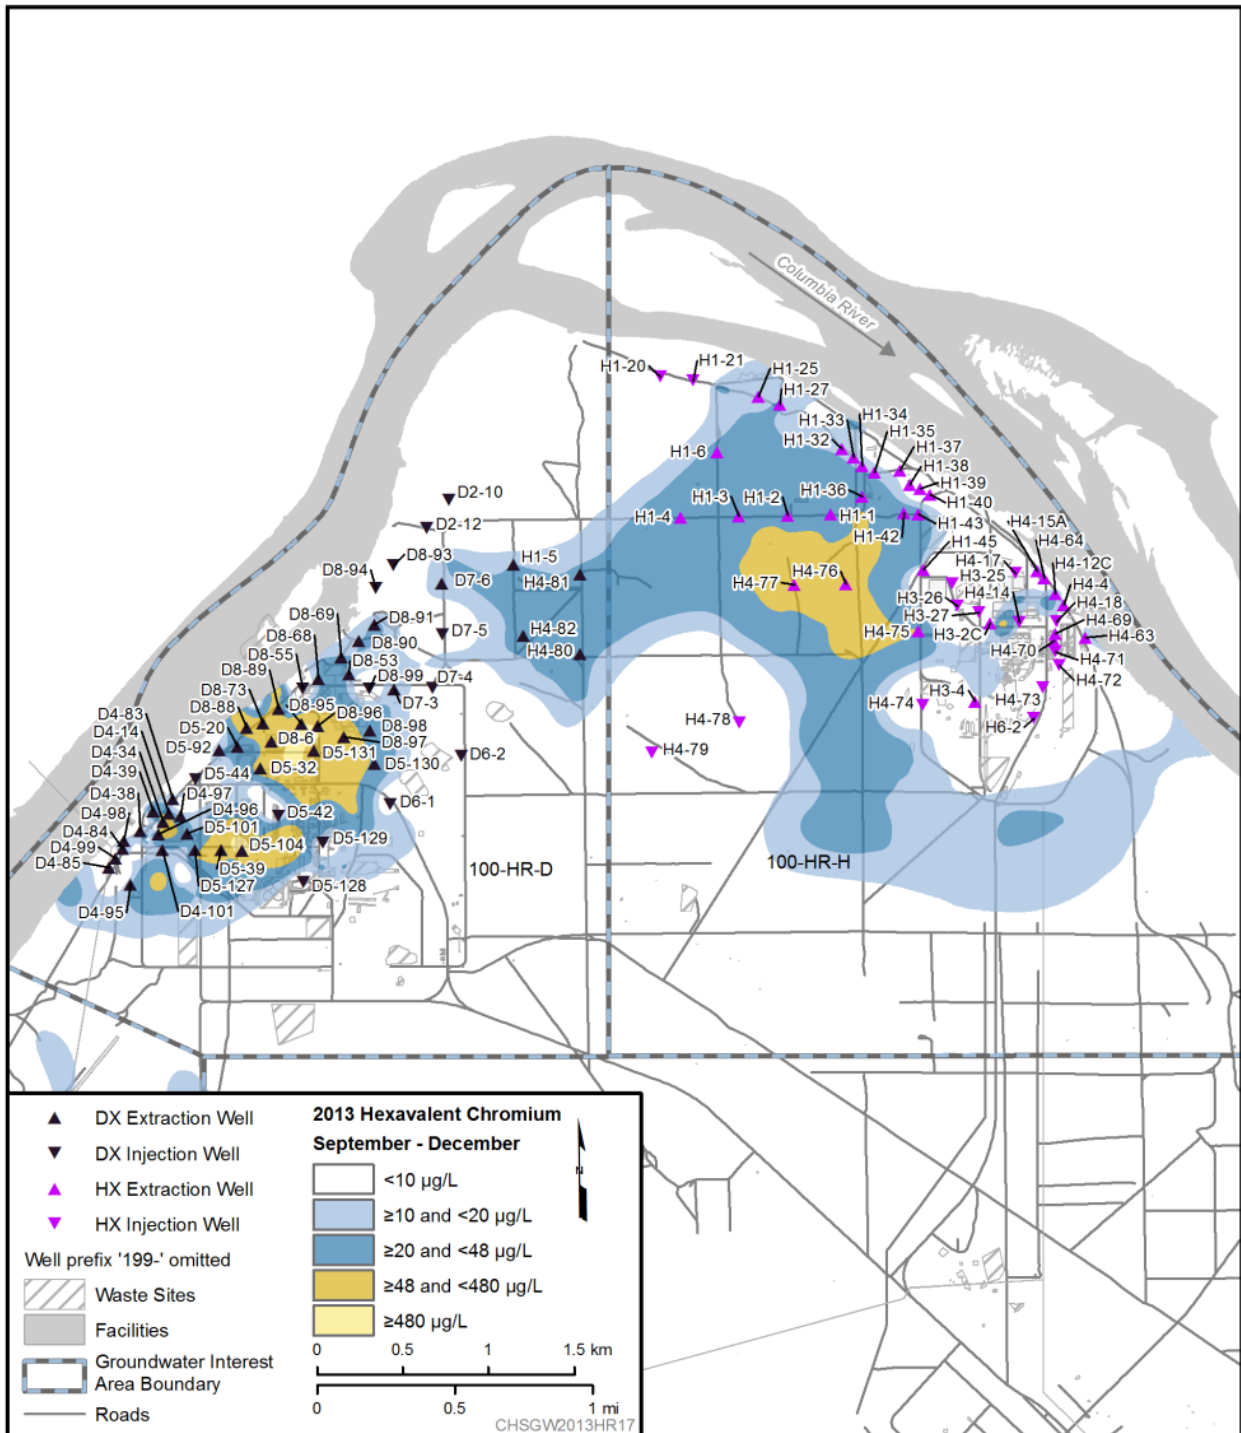 Columbia River
H1-20
H1-21
H1-25
H1-27
H1-34
H1-33
H1-35
H1-32
H1-37
H1-38
H1-6
H1-39
H1-36
H1-40
H1-3
H1-2
H1-4
H1-1
H1-43
H1-42
H4-15A
H4-64
H1-45
H4-12C
H4-17
H4-4
H3-25
H4-14
H4-18
H3-26
H3-27
H4-69
H4-75
H3-2C
H4-63
H4-70
H4-71
H4-72
H4-77
H4-76
H4-74
H3-4
H4-73
H6-2
H4-78
H4-79
D2-10
D2-12
D8-93
D8-94
H1-5
D7-6
H4-81
D8-69
D8-91
D7-5
H4-82
D8-68
D8-90
H4-80
D8-55
D8-53
D8-89
D8-99
D7-4
D8-73
D7-3
D8-88
D8-95
D8-96
D4-83
D5-20
D8-98
D4-14
D8-6
D8-97
D4-34
D5-92
D5-131
D6-2
D4-39
D5-32
D5-130
D5-44
D4-38
D4-97
D6-1
D4-98
D4-96
D5-42
D4-84
D5-101
D5-129
D4-99
D5-104
D4-85
D5-39
D5-127
D5-128
D4-95
D4-101
100-HR-D
100-HR-H
DX Extraction Well
DX Injection Well
HX Extraction Well
HX Injection Well
Well prefix '199-' omitted
Waste Sites
Facilities
Groundwater Interest
Area Boundary
Roads
2013 Hexavalent Chromium
September - December
N
<10 µg/L
≥10 and <20 µg/L
≥20 and <48 µg/L
≥48 and <480 µg/L
≥480 µg/L
0 0.5 1 1.5 km
0 0.5 1 mi
CHSGW2013HR17